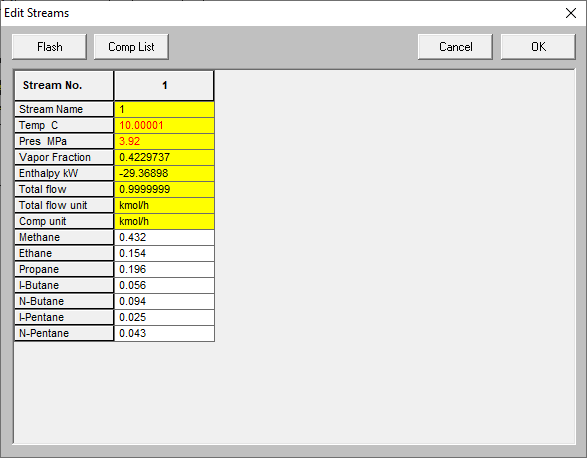 Edit Streams
Flash Comp List Cancel OK
Stream No. 1
Stream Name 1
Temp C 10.00001
Pres MPa 3.92
Vapor Fraction 0.4229737
Enthalpy kW -29.36898
Total flow 0.9999999
Total flow unit kmol/h
Comp unit kmol/h
Methane 0.432
Ethane 0.154
Propane 0.196
I-Butane 0.056
N-Butane 0.094
I-Pentane 0.025
N-Pentane 0.043